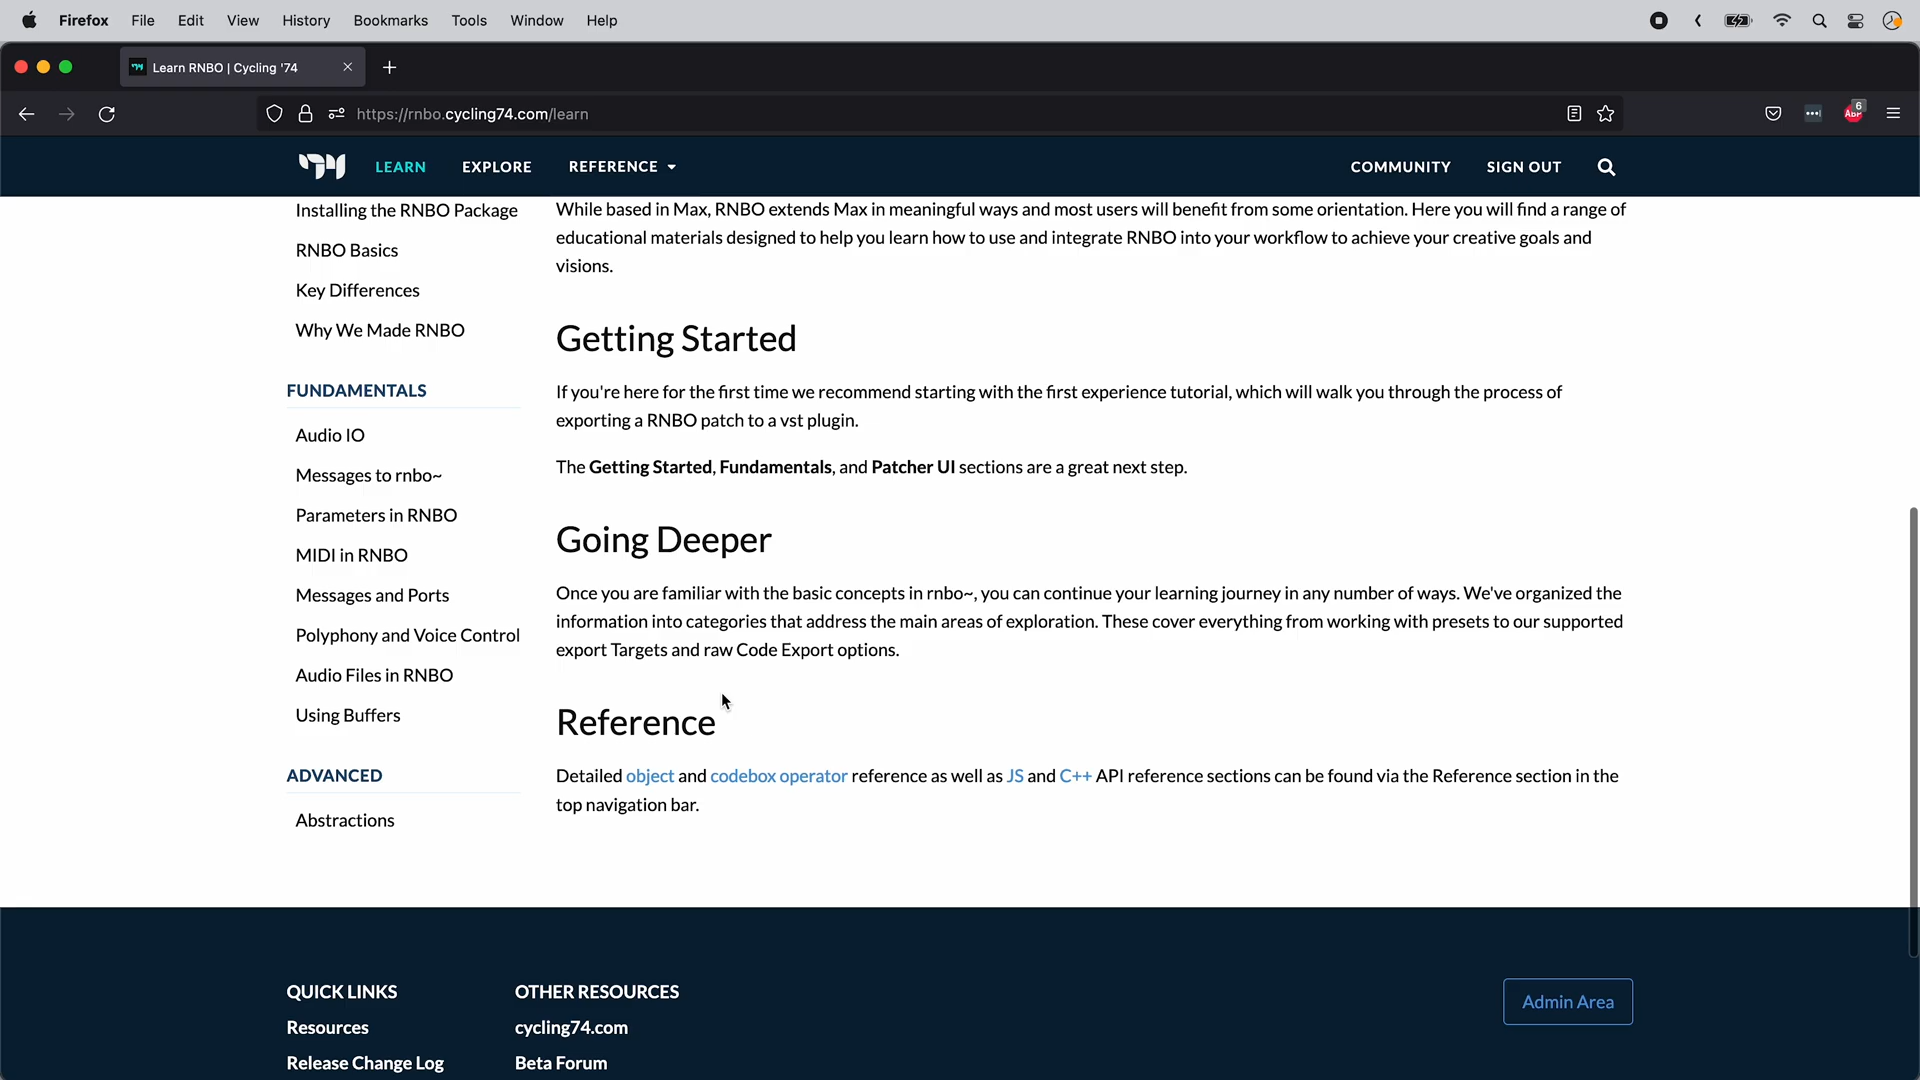 Firefox File Edit View History Bookmarks Tools Window Help
Learn RNBO | Cycling '74
https://rnbo.cycling74.com/learn
6
ABP
LEARN EXPLORE REFERENCE COMMUNITY SIGN OUT
Installing the RNBO Package
RNBO Basics
Key Differences
Why We Made RNBO
FUNDAMENTALS
Audio IO
Messages to rnbo~
Parameters in RNBO
MIDI in RNBO
Messages and Ports
Polyphony and Voice Control
Audio Files in RNBO
Using Buffers
ADVANCED
Abstractions
While based in Max, RNBO extends Max in meaningful ways and most users will benefit from some orientation. Here you will find a range of
educational materials designed to help you learn how to use and integrate RNBO into your workflow to achieve your creative goals and
visions.
Getting Started
If you're here for the first time we recommend starting with the first experience tutorial, which will walk you through the process of
exporting a RNBO patch to a vst plugin.
The Getting Started, Fundamentals, and Patcher UI sections are a great next step.
Going Deeper
Once you are familiar with the basic concepts in rnbo~, you can continue your learning journey in any number of ways. We've organized the
information into categories that address the main areas of exploration. These cover everything from working with presets to our supported
export Targets and raw Code Export options.
Reference
Detailed object and codebox operator reference as well as JS and C++ API reference sections can be found via the Reference section in the
top navigation bar.
QUICK LINKS
Resources
Release Change Log
OTHER RESOURCES
cycling74.com
Beta Forum
Admin Area